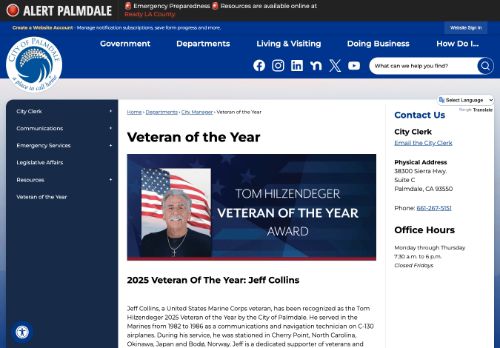 ALERT PALMDALE
🚨 Emergency Preparedness 🚨 Resources are available online at
Ready LA County.
Create a Website Account - Manage notification subscriptions, save form progress and more.
Website Sign In
CITY OF PALMDALE
a place to call home
Government
Departments
Living & Visiting
Doing Business
How Do I...
What can we help you find?
Select Language
Google Translate
City Clerk +
Communications +
Emergency Services +
Legislative Affairs
Resources +
Veteran of the Year
Home › Departments › City Manager › Veteran of the Year
Veteran of the Year
TOM HILZENDEGER
VETERAN OF THE YEAR
AWARD
2025 Veteran Of The Year: Jeff Collins
Jeff Collins, a United States Marine Corps veteran, has been recognized as the Tom
Hilzendeger 2025 Veteran of the Year by the City of Palmdale. He served in the
Marines from 1982 to 1986 as a communications and navigation technician on C-130
airplanes. During his service, he was stationed in Cherry Point, North Carolina,
Okinawa, Japan and Bodø, Norway. Jeff is a dedicated supporter of veterans and
Contact Us
City Clerk
Email the City Clerk
Physical Address
38300 Sierra Hwy.
Suite C
Palmdale, CA 93550
Phone: 661-267-5151
Office Hours
Monday through Thursday
7:30 a.m. to 6 p.m.
Closed Fridays